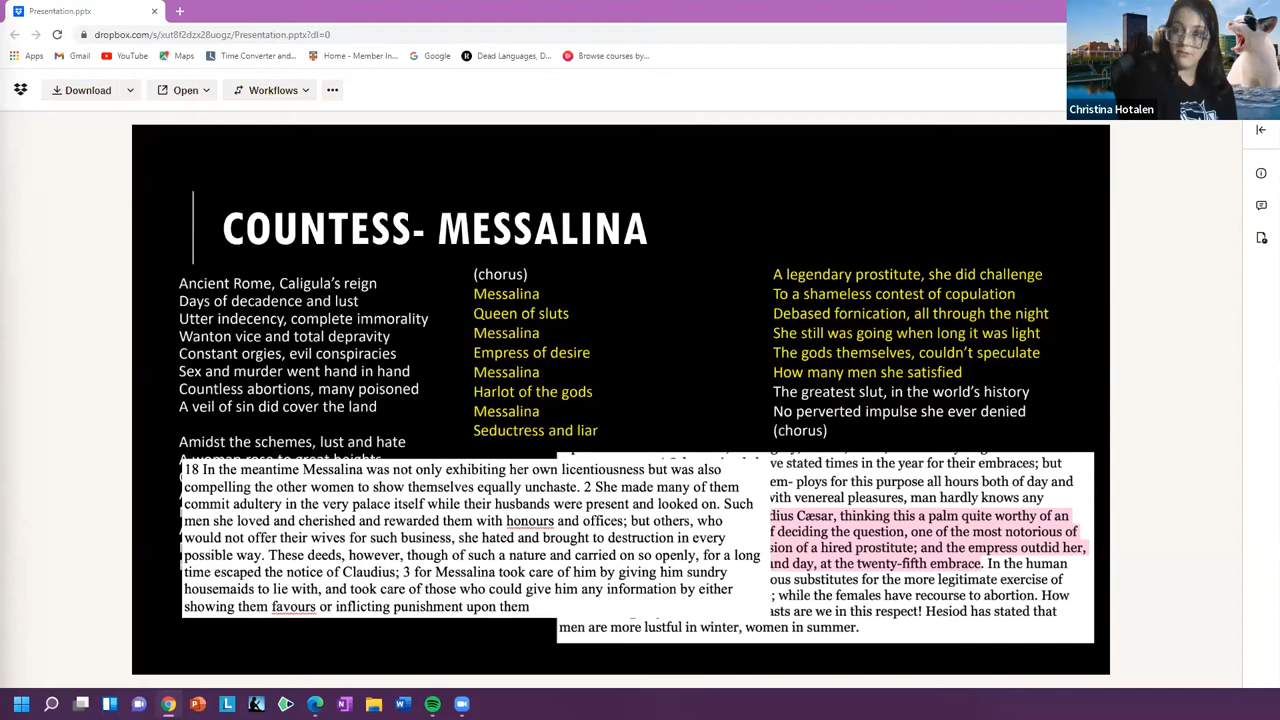 Presentation.pptx
dropbox.com/s/xut8f2dzx28uogz/Presentation.pptx?dl=0
Apps
Gmail
YouTube
Maps
Time Converter and...
Home - Member In...
Google
Dead Languages, D...
Browse courses by...
Download
Open
Workflows
Christina Hotalen
COUNTESS- MESSALINA
Ancient Rome, Caligula's reign
Days of decadence and lust
Utter indecency, complete immorality
Wanton vice and total depravity
Constant orgies, evil conspiracies
Sex and murder went hand in hand
Countless abortions, many poisoned
A veil of sin did cover the land
Amidst the schemes, lust and hate
A woman rose to great heights
(chorus)
Messalina
Queen of sluts
Messalina
Empress of desire
Messalina
Harlot of the gods
Messalina
Seductress and liar
A legendary prostitute, she did challenge
To a shameless contest of copulation
Debased fornication, all through the night
She still was going when long it was light
The gods themselves, couldn't speculate
How many men she satisfied
The greatest slut, in the world's history
No perverted impulse she ever denied
(chorus)
18 In the meantime Messalina was not only exhibiting her own licentiousness but was also
compelling the other women to show themselves equally unchaste. 2 She made many of them
commit adultery in the very palace itself while their husbands were present and looked on. Such
men she loved and cherished and rewarded them with honours and offices; but others, who
would not offer their wives for such business, she hated and brought to destruction in every
possible way. These deeds, however, though of such a nature and carried on so openly, for a long
time escaped the notice of Claudius; 3 for Messalina took care of him by giving him sundry
housemaids to lie with, and took care of those who could give him any information by either
showing them favours or inflicting punishment upon them
ve stated times in the year for their embraces; but
em- ploys for this purpose all hours both of day and
with venereal pleasures, man hardly knows any
dius Cæsar, thinking this a palm quite worthy of an
f deciding the question, one of the most notorious of
sion of a hired prostitute; and the empress outdid her,
and day, at the twenty-fifth embrace. In the human
ous substitutes for the more legitimate exercise of
; while the females have recourse to abortion. How
asts are we in this respect! Hesiod has stated that
men are more lustful in winter, women in summer.